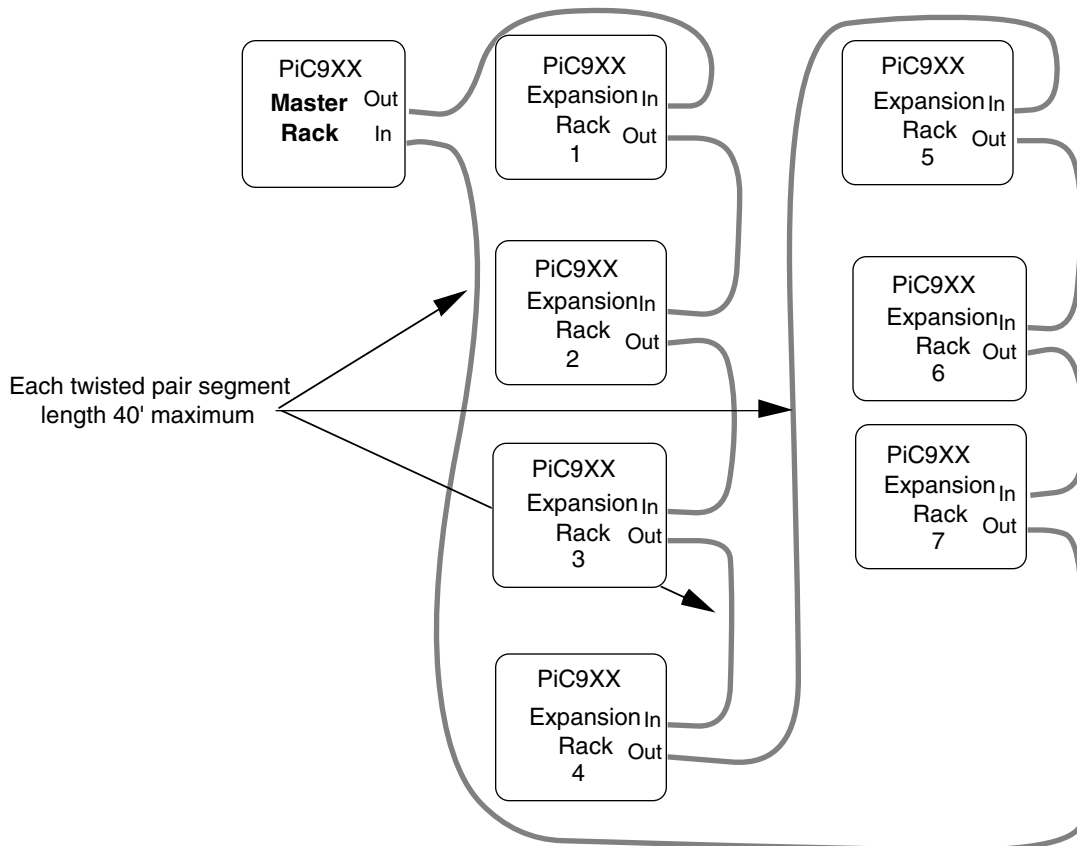 PiC9XX
Master Out
Rack In
PiC9XX
Expansion In
Rack Out
1
PiC9XX
Expansion In
Rack Out
2
PiC9XX
Expansion In
Rack Out
3
PiC9XX
Expansion In
Rack Out
4
PiC9XX
Expansion In
Rack Out
5
PiC9XX
Expansion In
Rack Out
6
PiC9XX
Expansion In
Rack Out
7
Each twisted pair segment
length 40' maximum